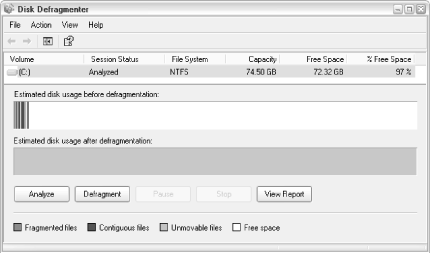 Disk Defragmenter
File Action View Help
Volume Session Status File System Capacity Free Space % Free Space
(C:) Analyzed NTFS 74.50 GB 72.32 GB 97 %
Estimated disk usage before defragmentation:
Estimated disk usage after defragmentation:
Analyze Defragment Pause Stop View Report
Fragmented files Contiguous files Unmovable files Free space